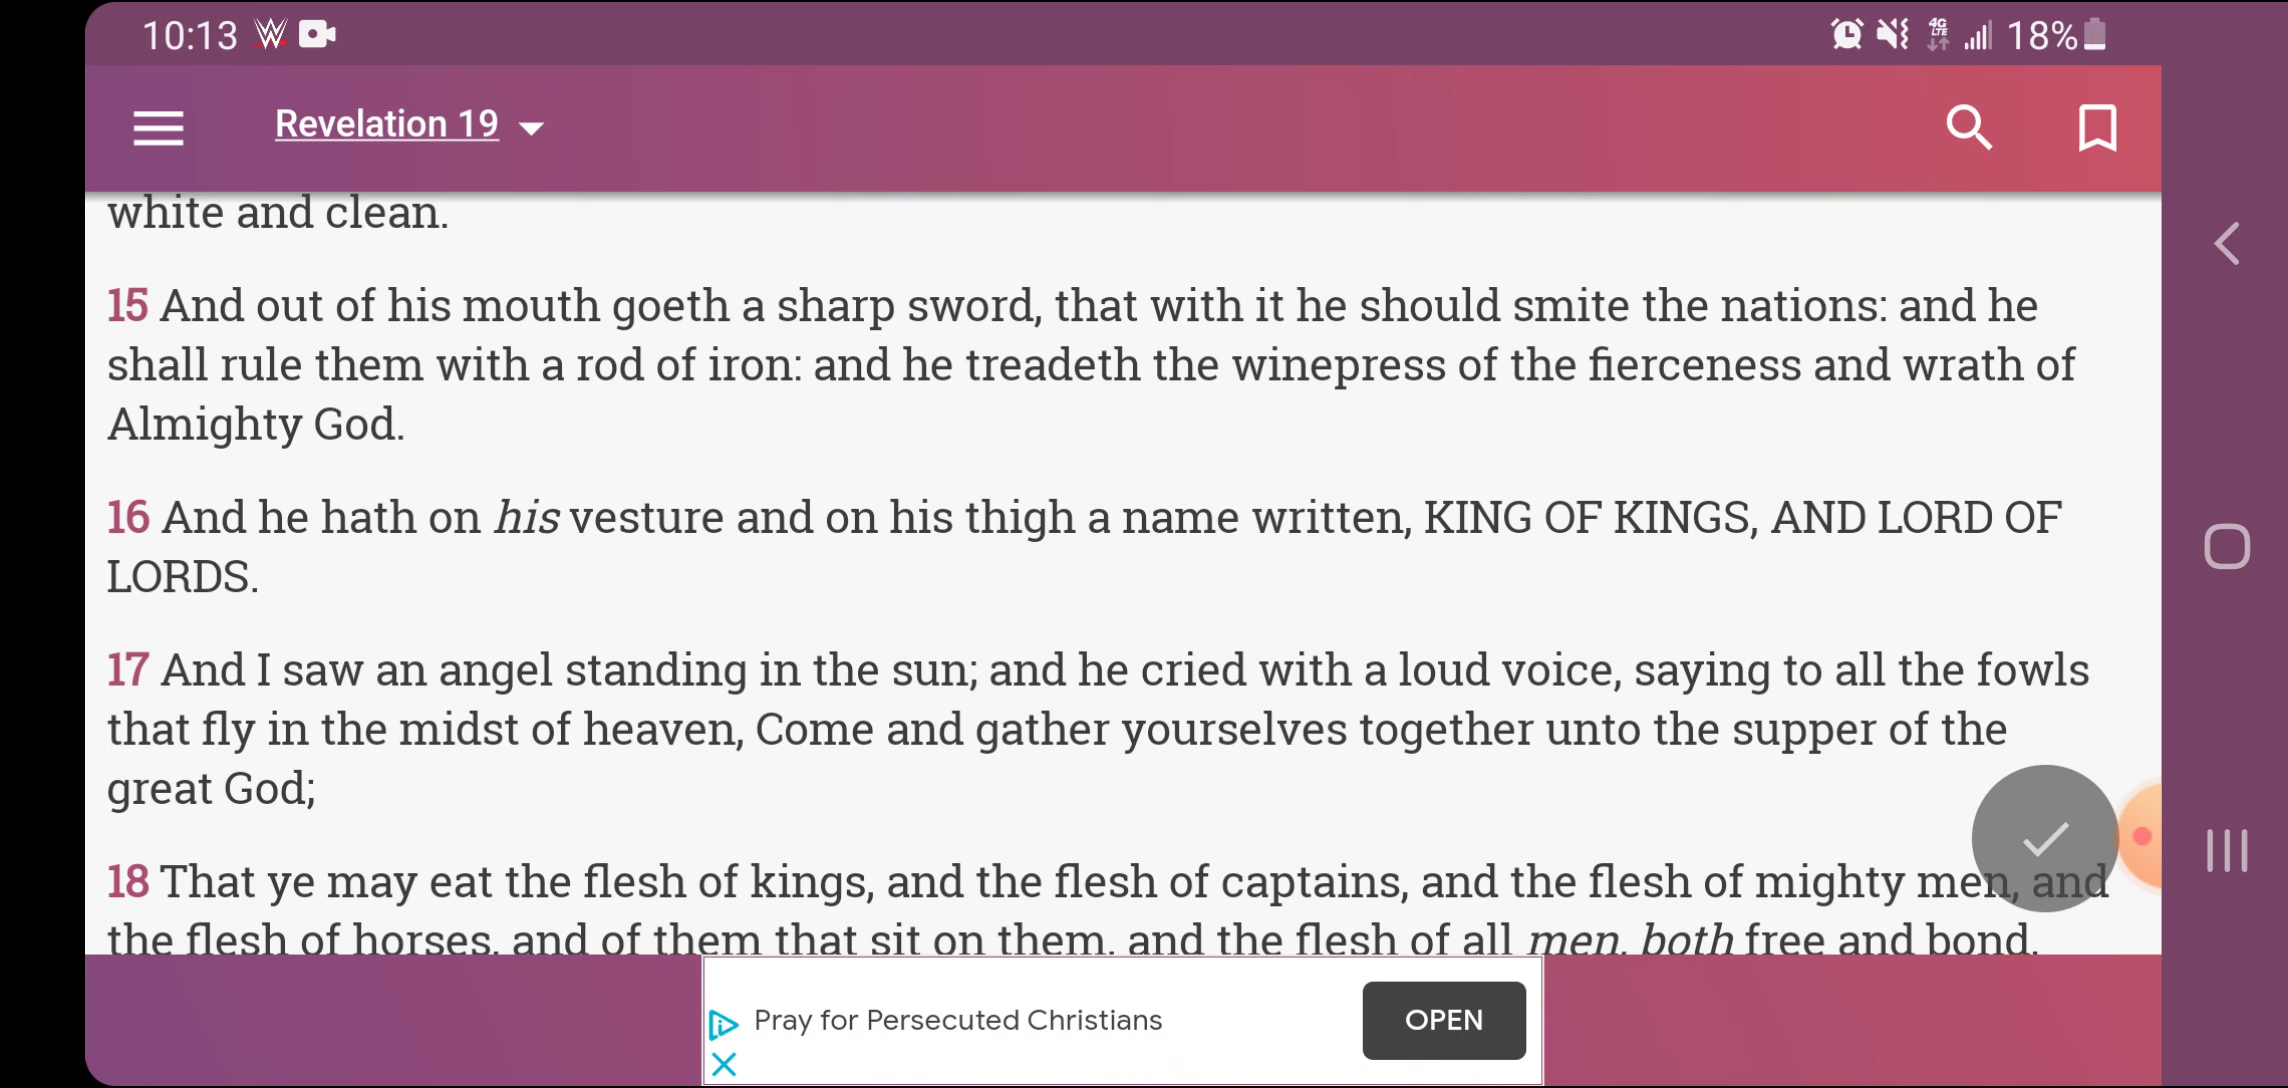 10:13
4G LTE 18%
Revelation 19
white and clean.
15 And out of his mouth goeth a sharp sword, that with it he should smite the nations: and he
shall rule them with a rod of iron: and he treadeth the winepress of the fierceness and wrath of
Almighty God.
16 And he hath on his vesture and on his thigh a name written, KING OF KINGS, AND LORD OF
LORDS.
17 And I saw an angel standing in the sun; and he cried with a loud voice, saying to all the fowls
that fly in the midst of heaven, Come and gather yourselves together unto the supper of the
great God;
18 That ye may eat the flesh of kings, and the flesh of captains, and the flesh of mighty men, and
the flesh of horses, and of them that sit on them, and the flesh of all men, both free and bond,
Pray for Persecuted Christians
OPEN